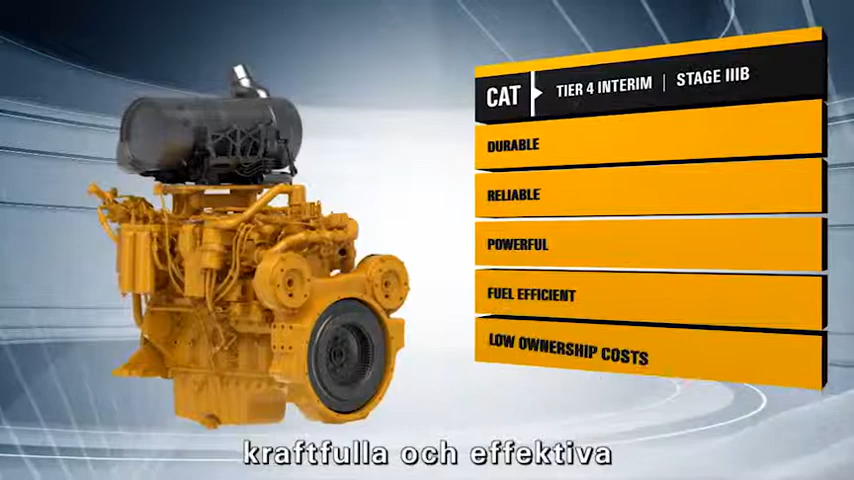 CAT TIER 4 INTERIM | STAGE IIIB
DURABLE
RELIABLE
POWERFUL
FUEL EFFICIENT
LOW OWNERSHIP COSTS
kraftfulla och effektiva